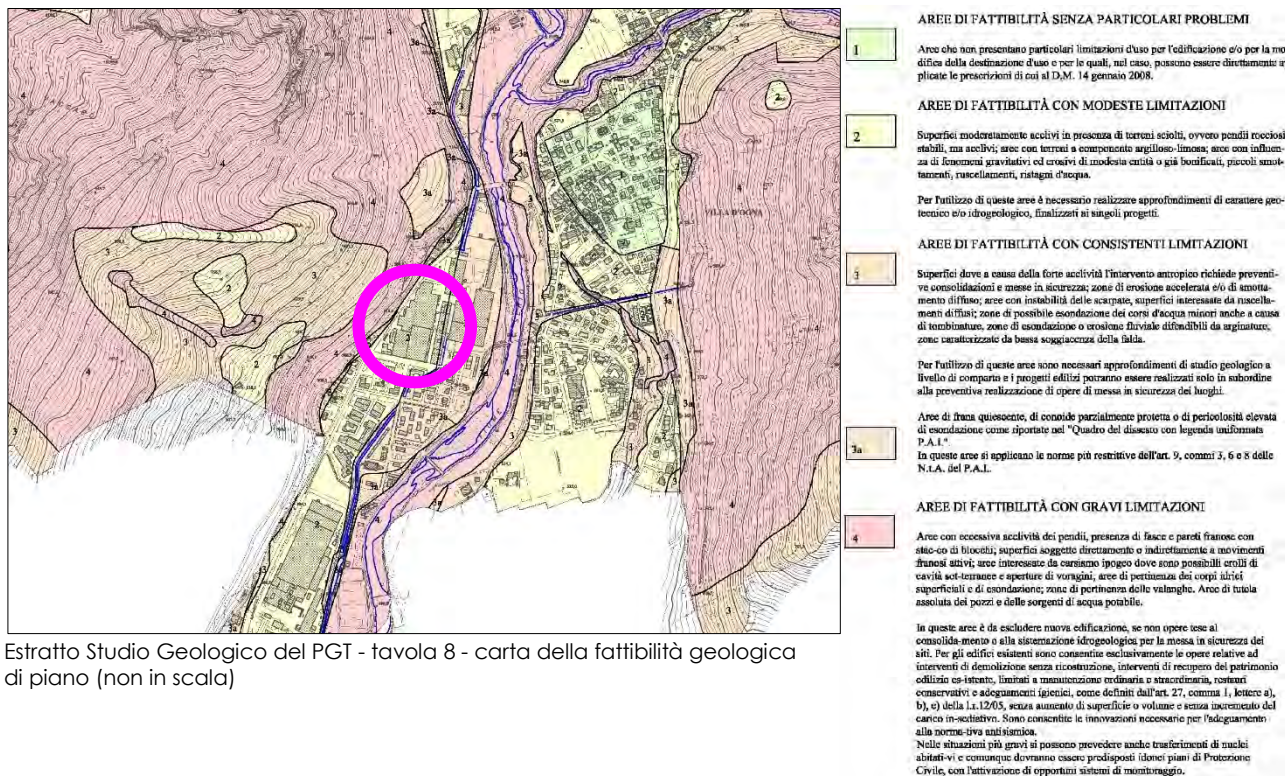 VILLA D'OGNA
Estratto Studio Geologico del PGT - tavola 8 - carta della fattibilità geologica
di piano (non in scala)
AREE DI FATTIBILITÀ SENZA PARTICOLARI PROBLEMI
1
Aree che non presentano particolari limitazioni d'uso per l'edificazione e/o per la mo
difica della destinazione d'uso e per le quali, nel caso, possono essere direttamente a
plicate le prescrizioni di cui al D.M. 14 gennaio 2008.
AREE DI FATTIBILITÀ CON MODESTE LIMITAZIONI
2
Superfici moderatamente acclivi in presenza di terreni sciolti, ovvero pendii rocciosi
stabili, ma acclivi; aree con terreni a componente argilloso-limosa; aree con influen-
za di fenomeni gravitativi ed erosivi di modesta entità o già bonificati, piccoli smot-
tamenti, ruscellamenti, ristagni d'acqua.
Per l'utilizzo di queste aree è necessario realizzare approfondimenti di carattere geo-
tecnico e/o idrogeologico, finalizzati ai singoli progetti.
AREE DI FATTIBILITÀ CON CONSISTENTI LIMITAZIONI
3
Superfici dove a causa della forte acclività l'intervento antropico richiede preventi-
ve consolidazioni e messe in sicurezza; zone di erosione accelerata e/o di smotta-
mento diffuso; aree con instabilità delle scarpate, superfici interessate da ruscella-
menti diffusi; zone di possibile esondazione dei corsi d'acqua minori anche a causa
di tombinature, zone di esondazione o erosione fluviale difendibili da arginature,
zone caratterizzate da bassa soggiacenza della falda.
Per l'utilizzo di queste aree sono necessari approfondimenti di studio geologico a
livello di comparto e i progetti edilizi potranno essere realizzati solo in subordine
alla preventiva realizzazione di opere di messa in sicurezza dei luoghi.
3a
Aree di frana quiescente, di conoide parzialmente protetta o di pericolosità elevata
di esondazione come riportate nel "Quadro del dissesto con legenda uniformata
P.A.I.".
In queste aree si applicano le norme più restrittive dell'art. 9, commi 3, 6 e 8 delle
N.t.A. del P.A.I..
AREE DI FATTIBILITÀ CON GRAVI LIMITAZIONI
4
Aree con eccessiva acclività dei pendii, presenza di fasce e pareti franose con
stac-co di blocchi; superfici soggette direttamente o indirettamente a movimenti
franosi attivi; aree interessate da carsismo ipogeo dove sono possibili crolli di
cavità sot-terranee e aperture di voragini; aree di pertinenza dei corpi idrici
superficiali e di esondazione; zone di pertinenza delle valanghe. Aree di tutela
assoluta dei pozzi e delle sorgenti di acqua potabile.
In queste aree è da escludere nuova edificazione, se non opere tese al
consolida-mento o alla sistemazione idrogeologica per la messa in sicurezza dei
siti. Per gli edifici esistenti sono consentite esclusivamente le opere relative ad
interventi di demolizione senza ricostruzione, interventi di recupero del patrimonio
edilizio es-istente, limitati a manutenzione ordinaria o straordinaria, restauri
conservativi e adeguamenti igienici, come definiti dall'art. 27, comma 1, lettere a),
b), c) della l.r.12/05, senza aumento di superficie o volume e senza incremento del
carico in-sediativo. Sono consentite le innovazioni necessarie per l'adeguamento
alla norma-tiva antisismica.
Nelle situazioni più gravi si possono prevedere anche trasferimenti di nuclei
abitati-vi e comunque dovranno essere predisposti idonei piani di Protezione
Civile, con l'attivazione di opportuni sistemi di monitoraggio.